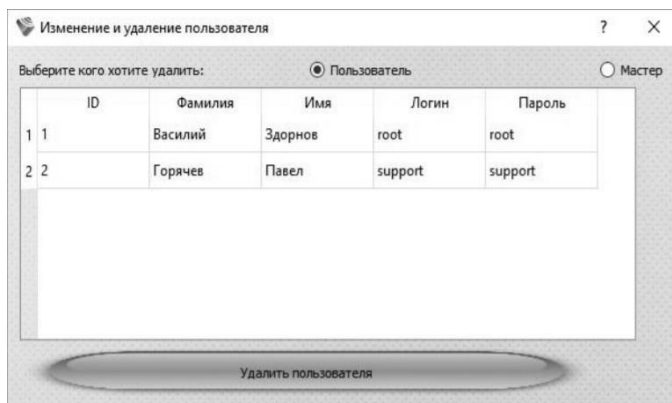 Изменение и удаление пользователя ? ×
Выберите кого хотите удалить: Пользователь Мастер
ID Фамилия Имя Логин Пароль
1 1 Василий Здорнов root root
2 2 Горячев Павел support support
Удалить пользователя